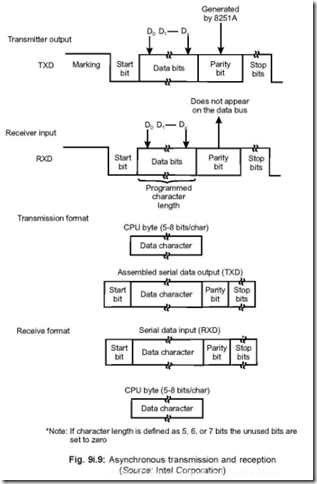 Generated
by 8251A
Transmitter output
D0 D1— D
TXD
Marking
Start
bit
Data bits
Parity
bit
Stop
bits
Does not appear
on the data bus
Receiver input
D0 D1— D
RXD
Start
bit
Data bits
Parity
bit
Stop
bits
Programmed
character
length
Transmission format
CPU byte (5-8 bits/char)
Data character
Assembled serial data output (TXD)
Start
bit
Data character
Parity
bit
Stop
bits
Receive format
Serial data input (RXD)
Start
bit
Data character
Parity
bit
Stop
bits
CPU byte (5-8 bits/char)
Data character
*Note: If character length is defined as 5, 6, or 7 bits the unused bits are
set to zero
Fig. 9i.9: Asynchronous transmission and reception
(Source: Intel Corporation)